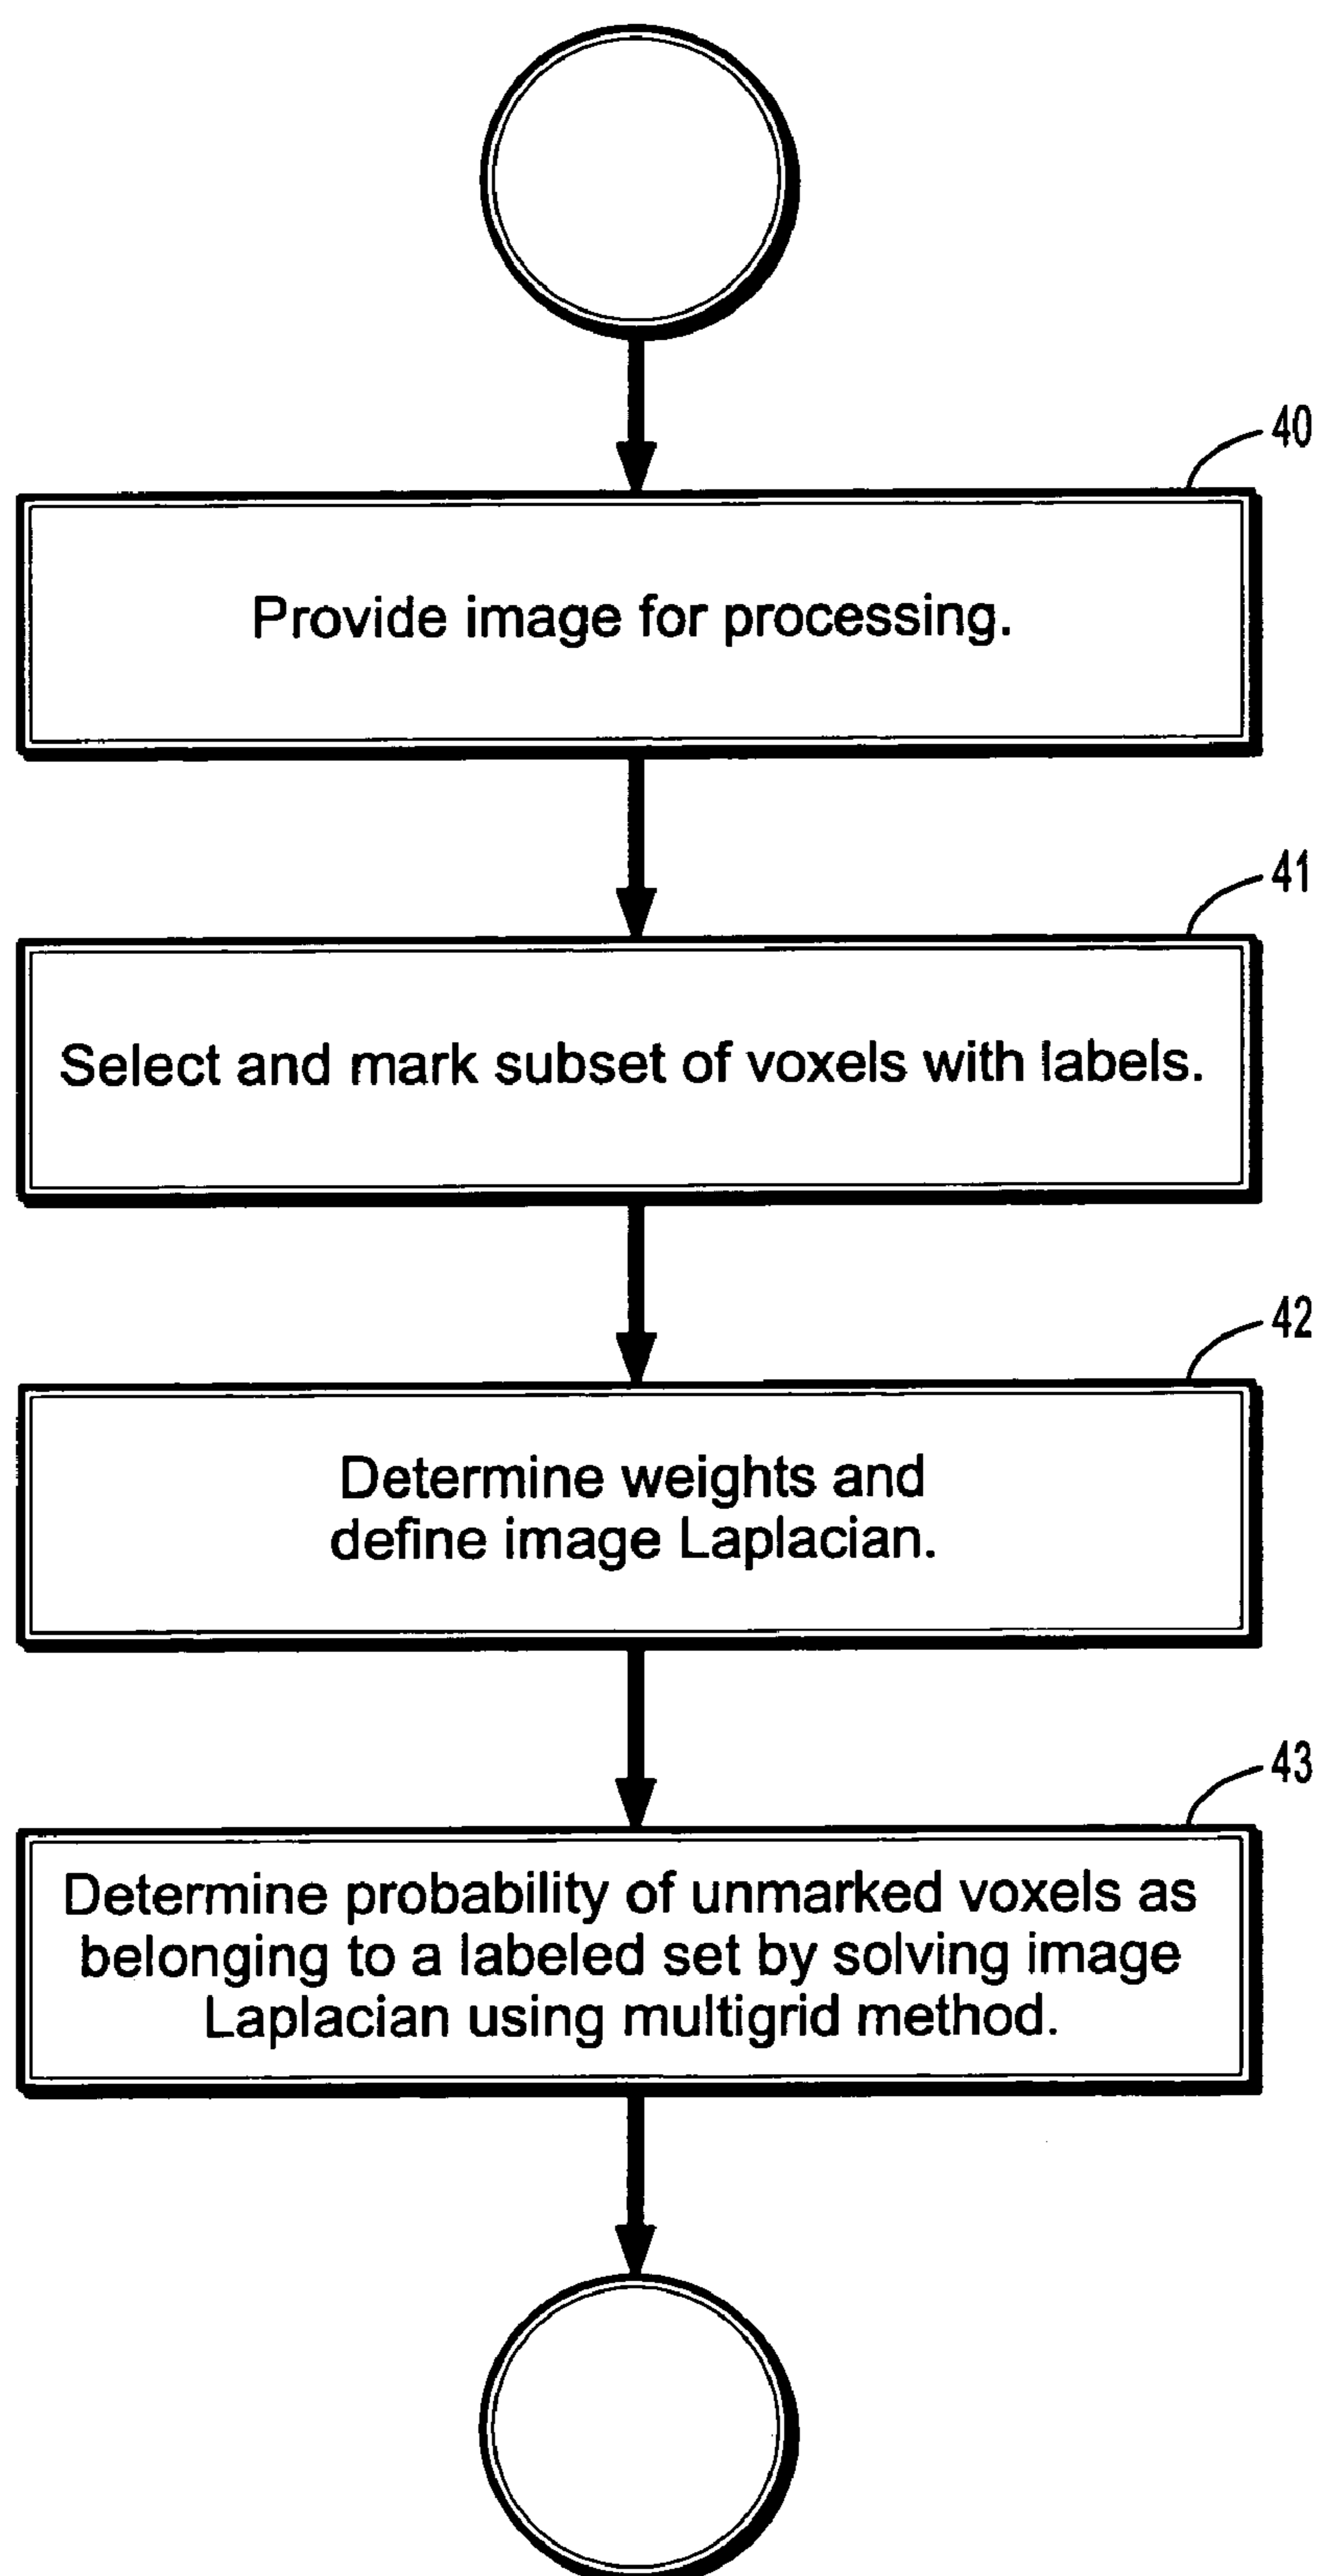 40
Provide image for processing.
41
Select and mark subset of voxels with labels.
42
Determine weights and
define image Laplacian.
43
Determine probability of unmarked voxels as
belonging to a labeled set by solving image
Laplacian using multigrid method.